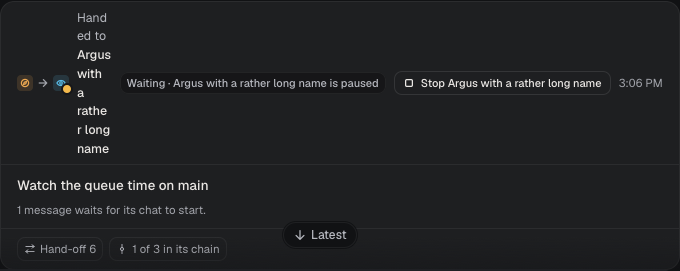 Hand
ed to
Argus
with
a
rathe
r long
name
Waiting · Argus with a rather long name is paused
Stop Argus with a rather long name
3:06 PM
Watch the queue time on main
1 message waits for its chat to start.
Latest
Hand-off 6
1 of 3 in its chain